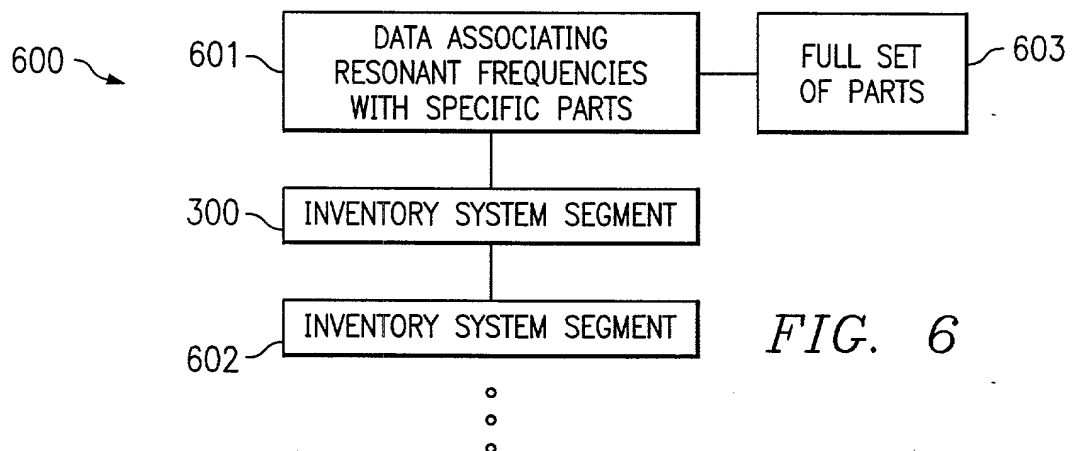 600
601
DATA ASSOCIATING
RESONANT FREQUENCIES
WITH SPECIFIC PARTS
FULL SET
OF PARTS
603
300
INVENTORY SYSTEM SEGMENT
INVENTORY SYSTEM SEGMENT
602
FIG. 6